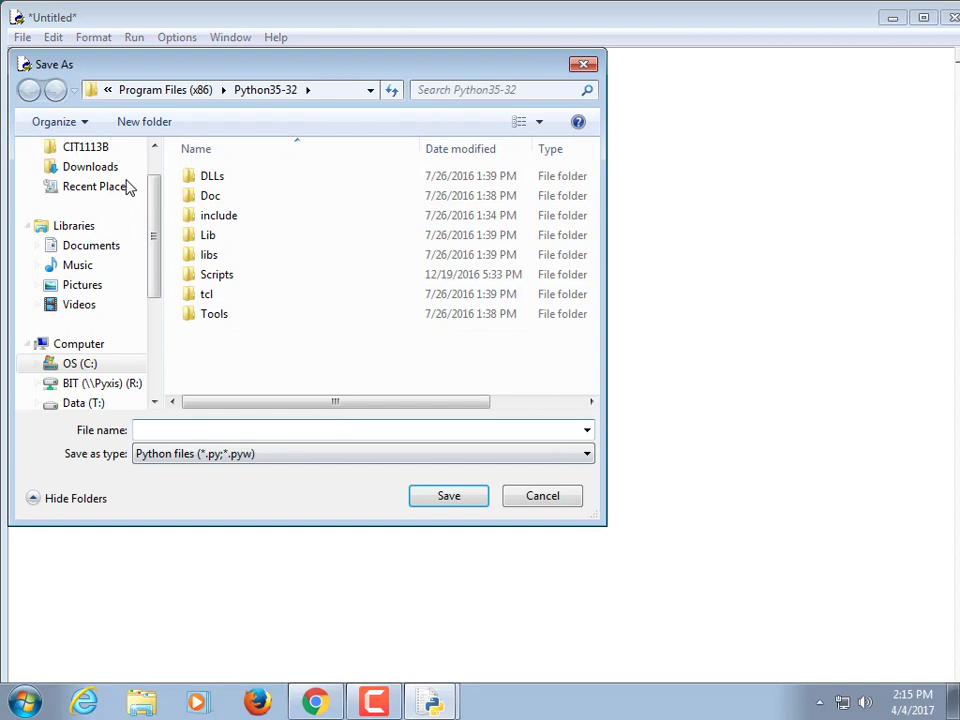 *Untitled*
File Edit Format Run Options Window Help
Save As
« Program Files (x86) Python35-32 Search Python35-32
Organize New folder
Name Date modified Type
CIT1113B
Downloads
Recent Place
Libraries
Documents
Music
Pictures
Videos
Computer
OS (C:)
BIT (\\Pyxis) (R:)
Data (T:)
DLLs 7/26/2016 1:39 PM File folder
Doc 7/26/2016 1:38 PM File folder
include 7/26/2016 1:34 PM File folder
Lib 7/26/2016 1:39 PM File folder
libs 7/26/2016 1:39 PM File folder
Scripts 12/19/2016 5:33 PM File folder
tcl 7/26/2016 1:39 PM File folder
Tools 7/26/2016 1:38 PM File folder
File name:
Save as type: Python files (*.py;*.pyw)
Hide Folders Save Cancel
2:15 PM
4/4/2017